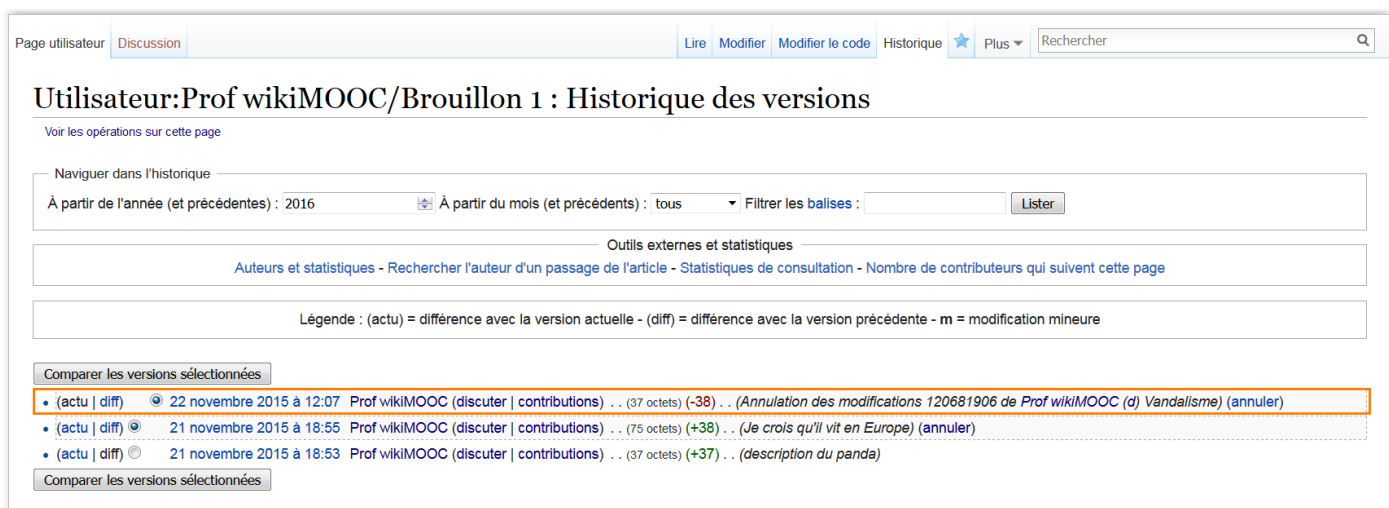 Page utilisateur Discussion Lire Modifier Modifier le code Historique Plus Rechercher
Utilisateur:Prof wikiMOOC/Brouillon 1 : Historique des versions
Voir les opérations sur cette page
Naviguer dans l'historique
À partir de l'année (et précédentes) : 2016 À partir du mois (et précédents) : tous Filtrer les balises : Lister
Outils externes et statistiques
Auteurs et statistiques - Rechercher l'auteur d'un passage de l'article - Statistiques de consultation - Nombre de contributeurs qui suivent cette page
Légende : (actu) = différence avec la version actuelle - (diff) = différence avec la version précédente - m = modification mineure
Comparer les versions sélectionnées
(actu | diff) 22 novembre 2015 à 12:07 Prof wikiMOOC (discuter | contributions) . . (37 octets) (-38) . . (Annulation des modifications 120681906 de Prof wikiMOOC (d) Vandalisme) (annuler)
(actu | diff) 21 novembre 2015 à 18:55 Prof wikiMOOC (discuter | contributions) . . (75 octets) (+38) . . (Je crois qu'il vit en Europe) (annuler)
(actu | diff) 21 novembre 2015 à 18:53 Prof wikiMOOC (discuter | contributions) . . (37 octets) (+37) . . (description du panda)
Comparer les versions sélectionnées